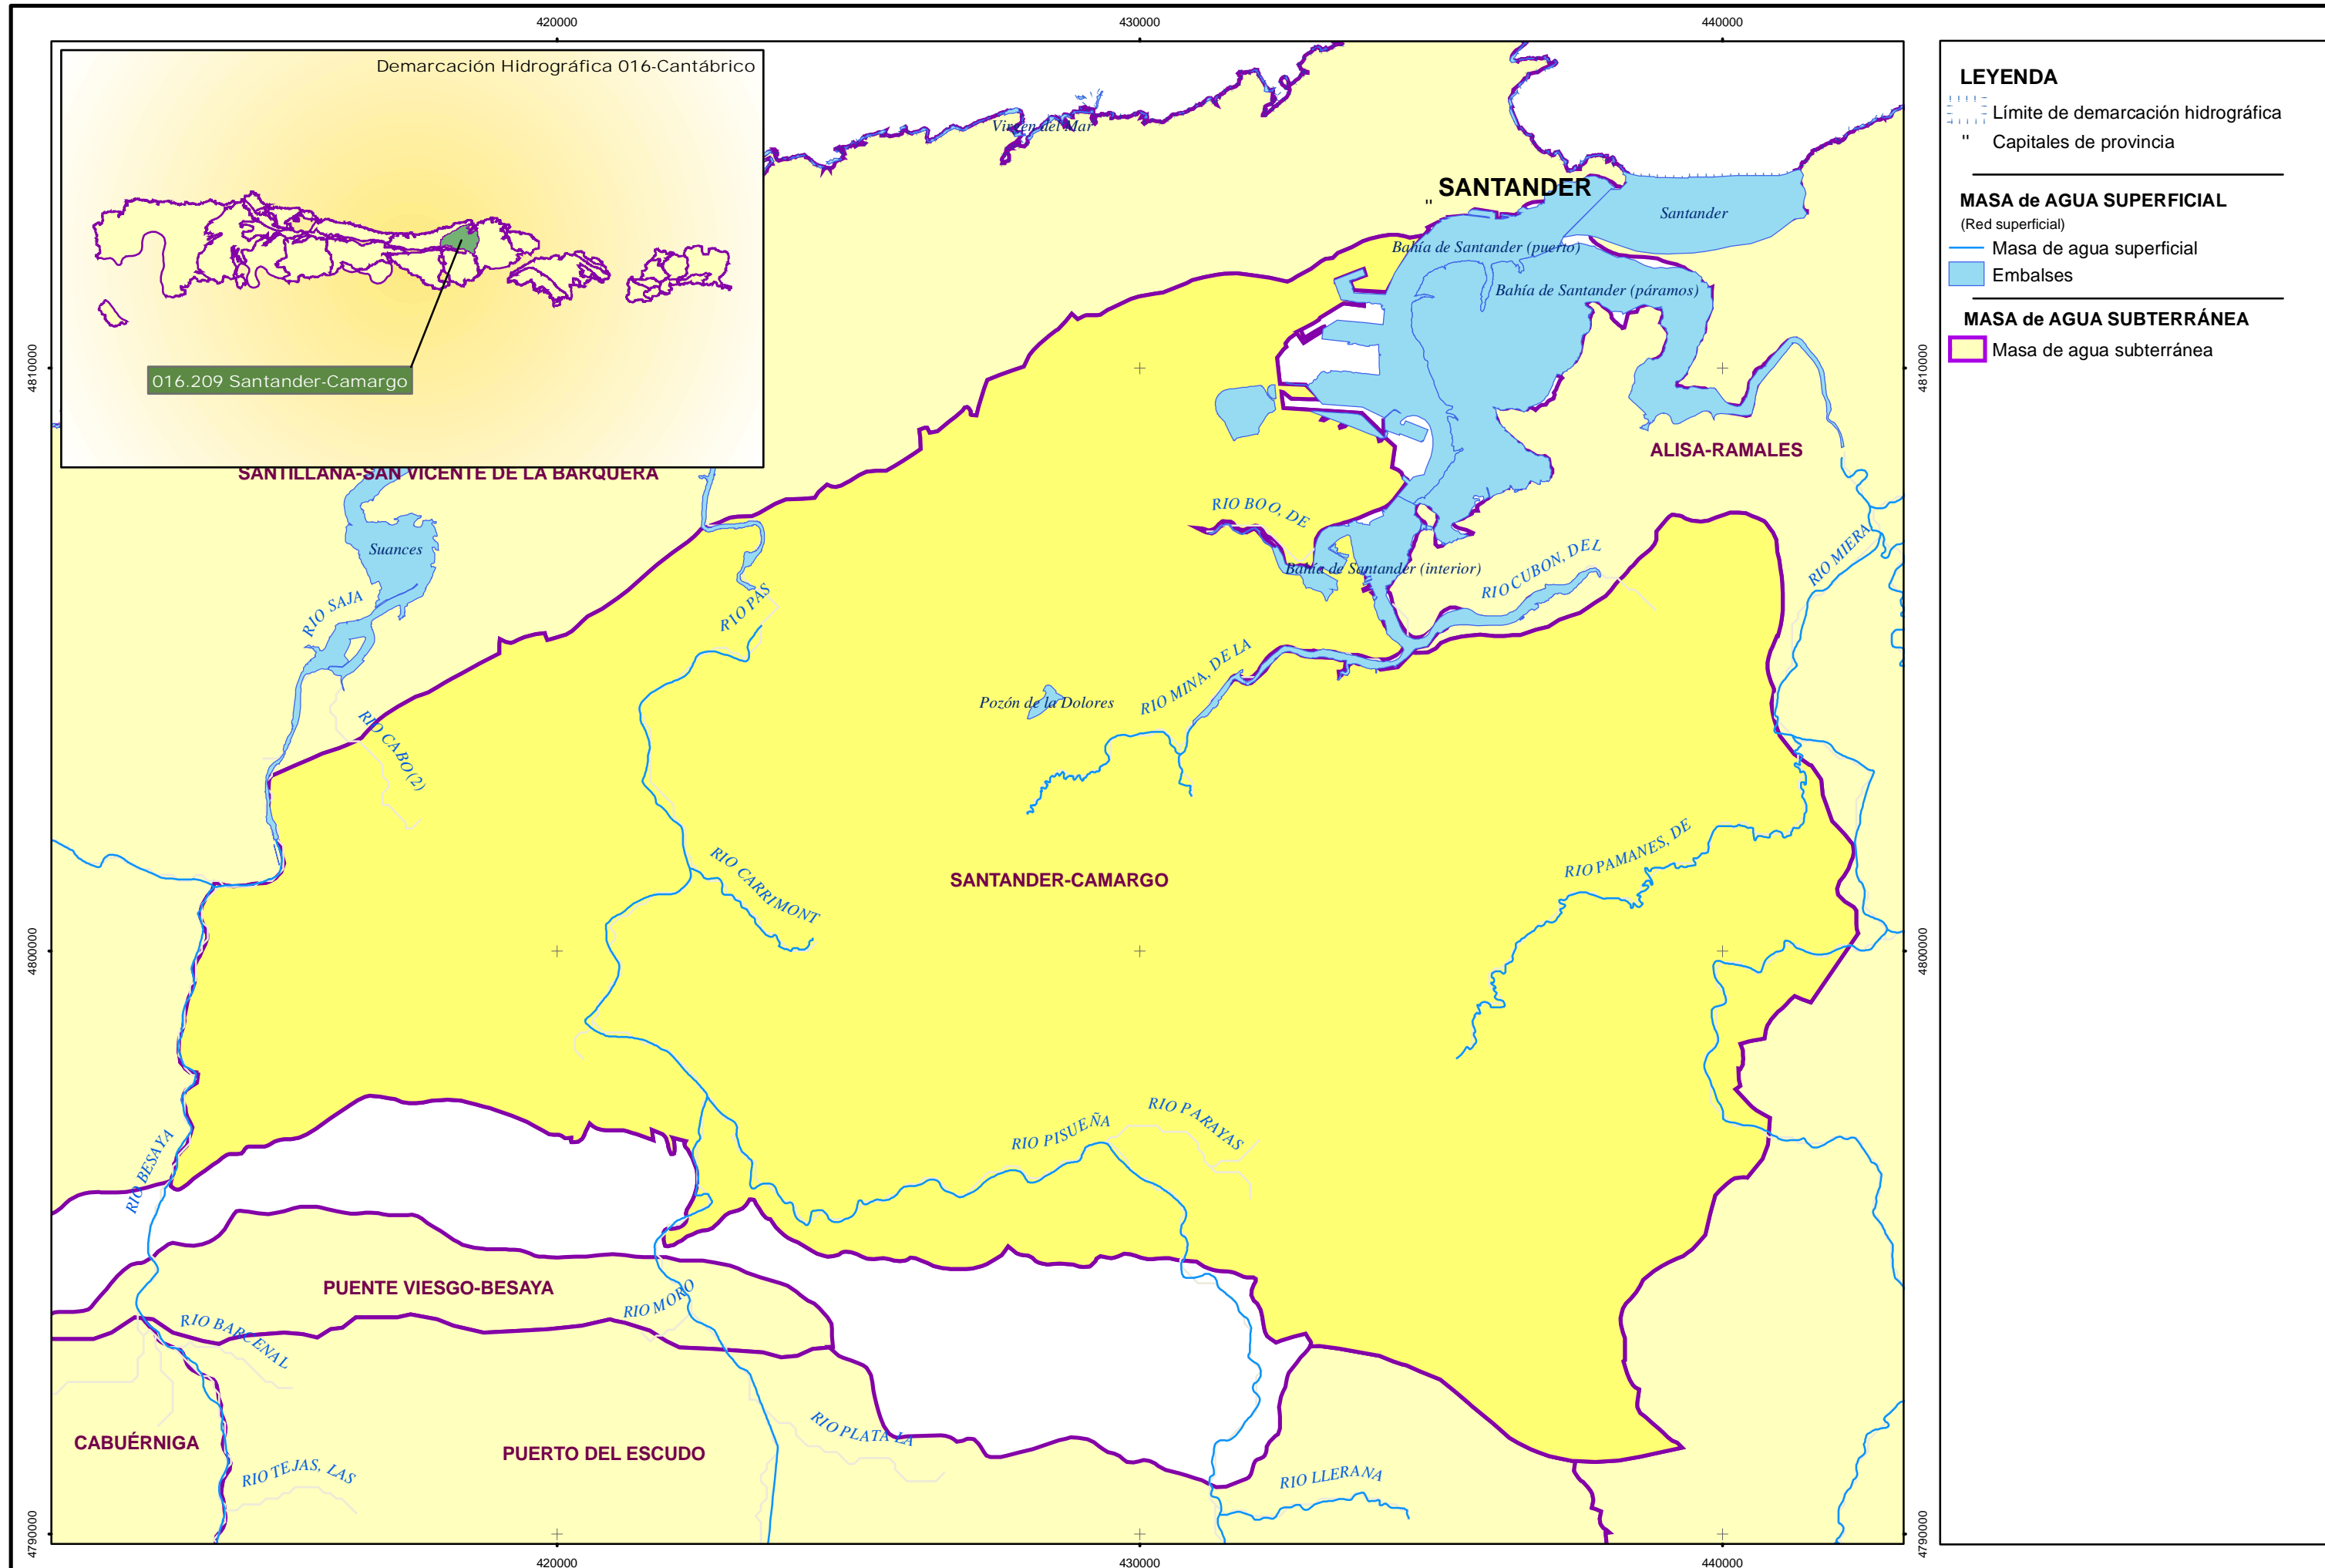 420000
430000
440000
Demarcación Hidrográfica 016-Cantábrico
016.209 Santander-Camargo
LEYENDA
Límite de demarcación hidrográfica
" Capitales de provincia
MASA de AGUA SUPERFICIAL
(Red superficial)
Masa de agua superficial
Embalses
MASA de AGUA SUBTERRÁNEA
Masa de agua subterránea
Virgen del Mar
"
SANTANDER
Santander
Bahía de Santander (puerto)
Bahía de Santander (páramos)
4810000
4810000
ALISA-RAMALES
SANTILLANA-SAN VICENTE DE LA BARQUERA
RIO BOO, DE
Suances
RIO MIERA
Bahía de Santander (interior)
RIO CUBON, DEL
RIO SAJA
RIO PAS
RIO MINA, DE LA
Pozón de la Dolores
RIO CABO(2)
RIO CARRIMONT
SANTANDER-CAMARGO
RIO PAMANES, DE
4800000
4800000
RIO PISUEÑA
RIO PARAYAS
RIO BESAYA
PUENTE VIESGO-BESAYA
RIO MORO
RIO BARCENAL
RIO PLATA LA
CABUÉRNIGA
PUERTO DEL ESCUDO
RIO TEJAS, LAS
RIO LLERANA
4790000
4790000
420000
430000
440000